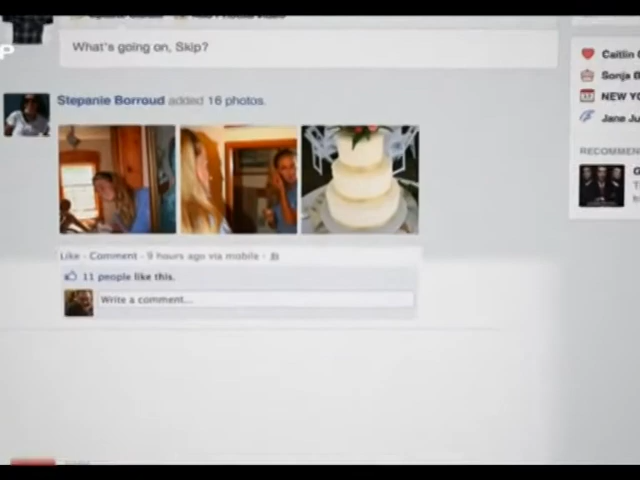 What's going on, Skip?
Stepanie Borroud added 16 photos.
Like · Comment · 9 hours ago via mobile ·
11 people like this.
Write a comment...
Caitlin
Sonja B
NEW YO
Jane Ju
RECOMMEN